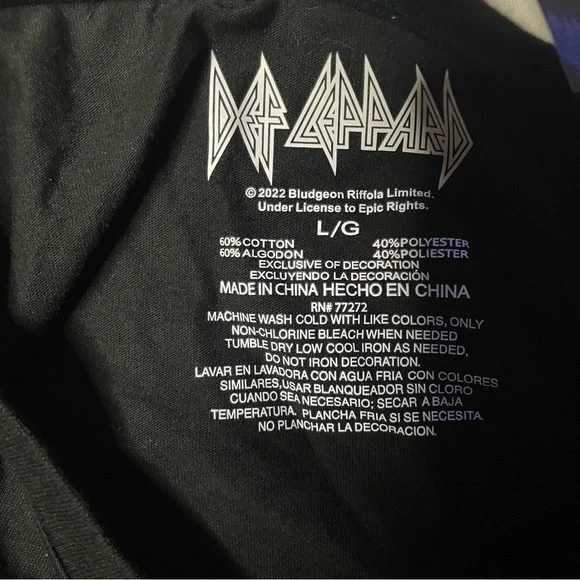 DEF LEPPARD
© 2022 Bludgeon Riffola Limited.
Under License to Epic Rights.
L/G
60% COTTON 40% POLYESTER
60% ALGODON 40% POLIESTER
EXCLUSIVE OF DECORATION
EXCLUYENDO LA DECORACIÓN
MADE IN CHINA HECHO EN CHINA
RN# 77272
MACHINE WASH COLD WITH LIKE COLORS, ONLY
NON-CHLORINE BLEACH WHEN NEEDED
TUMBLE DRY LOW COOL IRON AS NEEDED,
DO NOT IRON DECORATION.
LAVAR EN LAVADORA CON AGUA FRIA CON COLORES
SIMILARES, USAR BLANQUEADOR SIN CLORO
CUANDO SEA NECESARIO; SECAR A BAJA
TEMPERATURA. PLANCHA FRIA SI SE NECESITA.
NO PLANCHAR LA DECORACION.